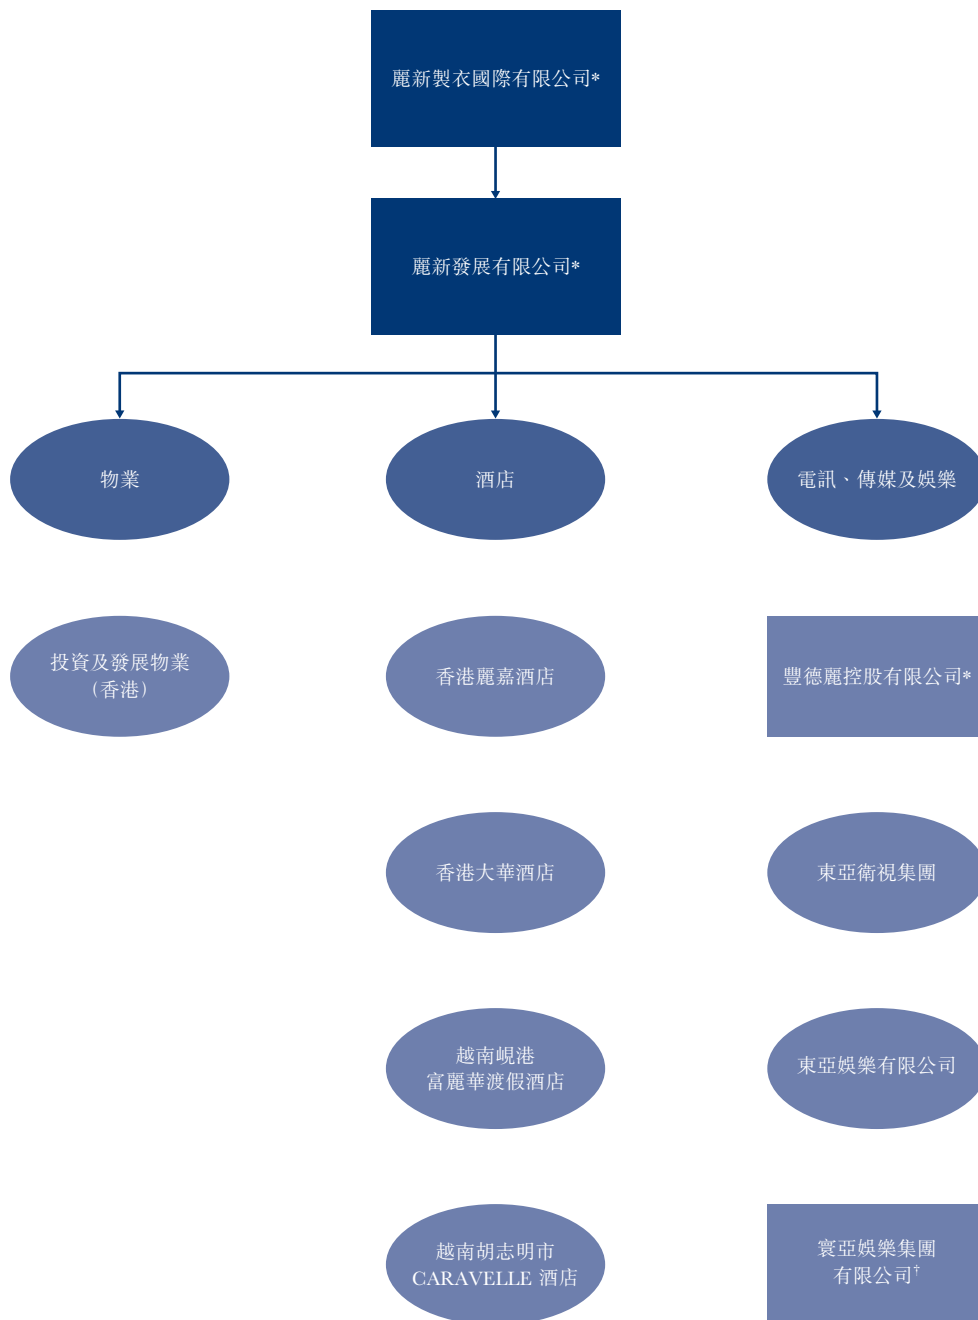 麗新製衣國際有限公司*
麗新發展有限公司*
物業
酒店
電訊、傳媒及娛樂
投資及發展物業
（香港）
香港麗嘉酒店
豐德麗控股有限公司*
香港大華酒店
東亞衛視集團
越南峴港
富麗華渡假酒店
東亞娛樂有限公司
越南胡志明市
CARAVELLE 酒店
寰亞娛樂集團
有限公司†